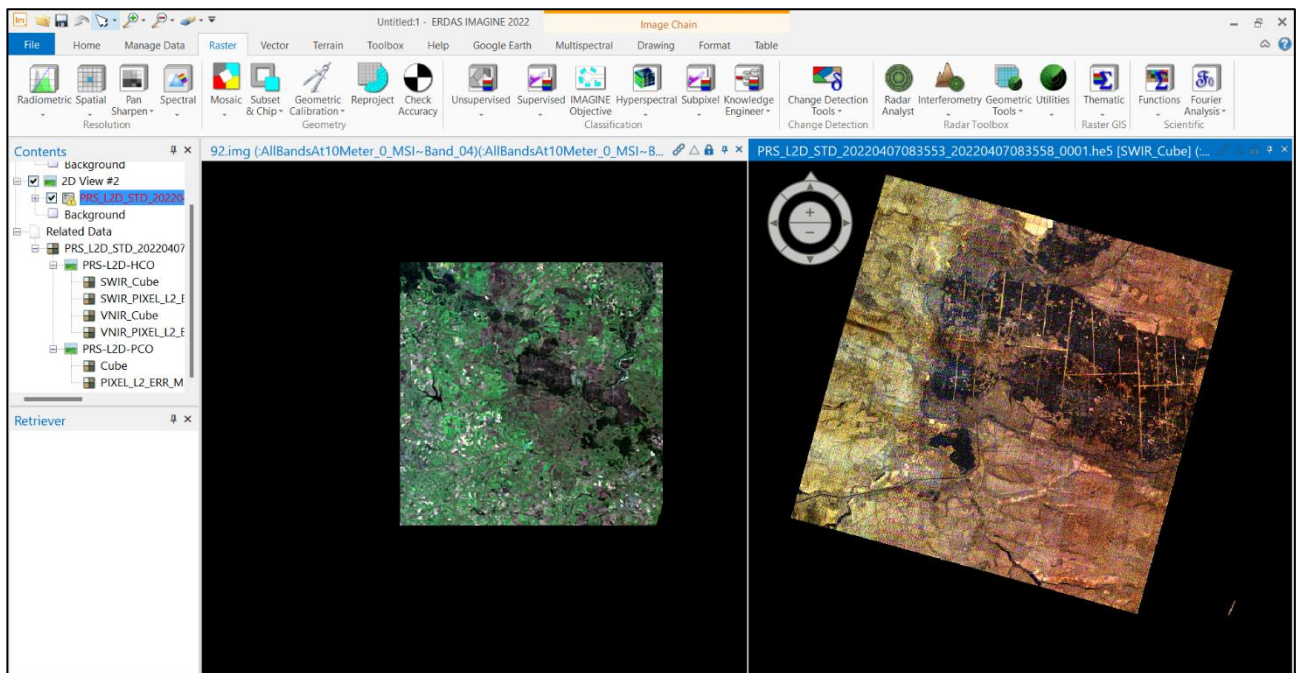 Untitled:1 - ERDAS IMAGINE 2022
Image Chain
File Home Manage Data Raster Vector Terrain Toolbox Help Google Earth Multispectral Drawing Format Table
Radiometric Spatial Pan Sharpen Spectral Mosaic Subset & Chip Geometric Calibration Reproject Check Accuracy Unsupervised Supervised IMAGINE Objective Hyperspectral Subpixel Knowledge Engineer Change Detection Tools Radar Analyst Interferometry Geometric Tools Utilities Thematic Functions Fourier Analysis
Resolution Geometry Classification Change Detection Radar Toolbox Raster GIS Scientific
Contents
Background
2D View #2
PRS_L2D_STD_20220
Background
Related Data
PRS_L2D_STD_20220407
PRS-L2D-HCO
SWIR_Cube
SWIR_PIXEL_L2_E
VNIR_Cube
VNIR_PIXEL_L2_E
PRS-L2D-PCO
Cube
PIXEL_L2_ERR_M
Retriever
92.img (:AllBandsAt10Meter_0_MSI~Band_04)(:AllBandsAt10Meter_0_MSI~B...
PRS_L2D_STD_20220407083553_20220407083558_0001.he5 [SWIR_Cube] (:...